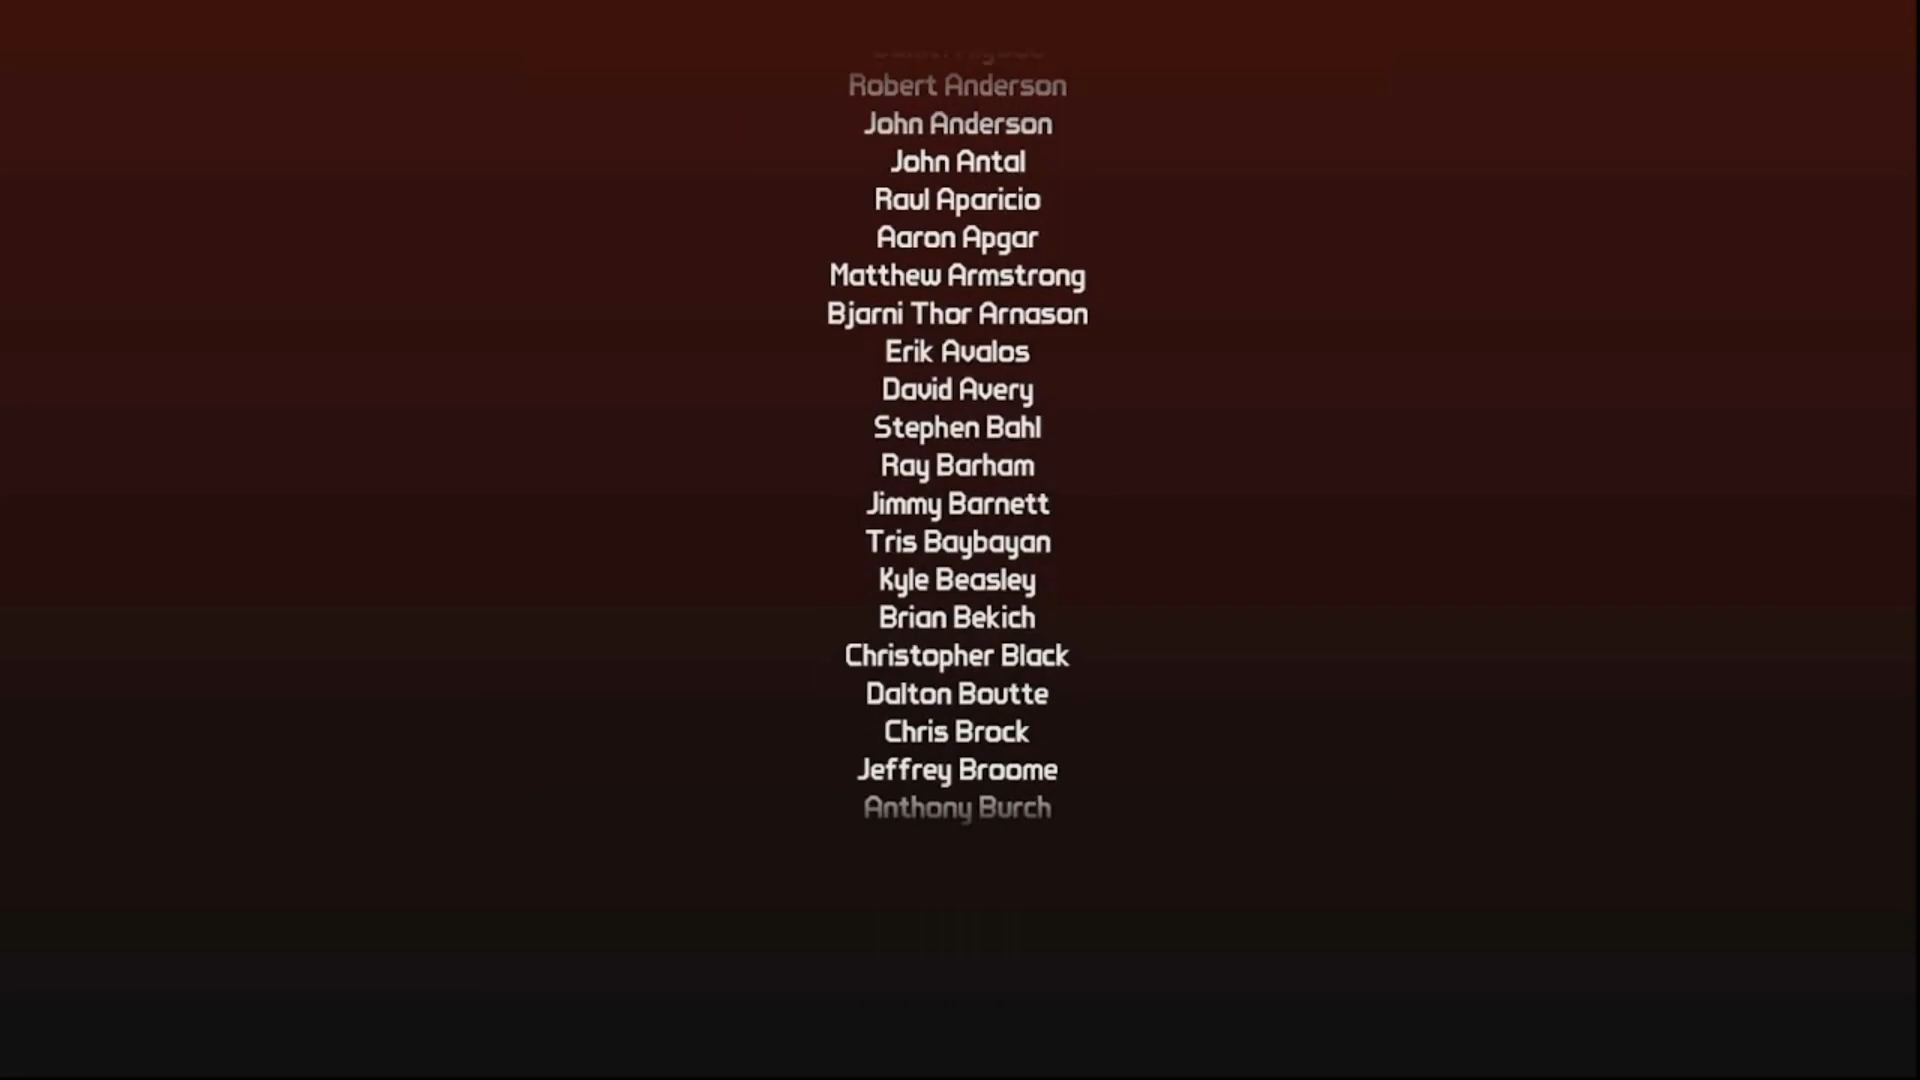 Robert Anderson
John Anderson
John Antal
Raul Aparicio
Aaron Apgar
Matthew Armstrong
Bjarni Thor Arnason
Erik Avalos
David Avery
Stephen Bahl
Ray Barham
Jimmy Barnett
Tris Baybayan
Kyle Beasley
Brian Bekich
Christopher Black
Dalton Boutte
Chris Brock
Jeffrey Broome
Anthony Burch